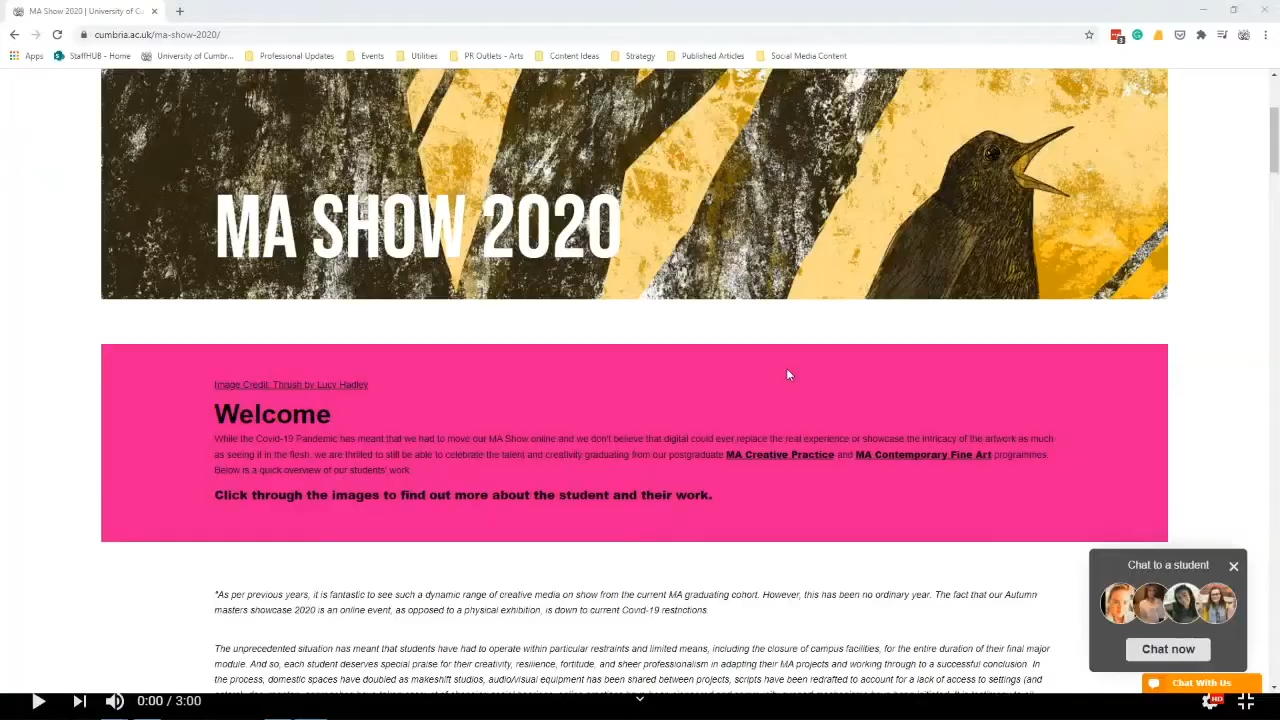 MA Show 2020 | University of Cu
cumbria.ac.uk/ma-show-2020/
Apps StaffHUB - Home University of Cumbr... Professional Updates Events Utilities PR Outlets - Arts Content Ideas Strategy Published Articles Social Media Content
MA SHOW 2020
Image Credit: Thrush by Lucy Hadley
Welcome
While the Covid-19 Pandemic has meant that we had to move our MA Show online and we don't believe that digital could ever replace the real experience or showcase the intricacy of the artwork as much
as seeing it in the flesh, we are thrilled to still be able to celebrate the talent and creativity graduating from our postgraduate MA Creative Practice and MA Contemporary Fine Art programmes.
Below is a quick overview of our students' work
Click through the images to find out more about the student and their work.
"As per previous years, it is fantastic to see such a dynamic range of creative media on show from the current MA graduating cohort. However, this has been no ordinary year. The fact that our Autumn
masters showcase 2020 is an online event, as opposed to a physical exhibition, is down to current Covid-19 restrictions.
The unprecedented situation has meant that students have had to operate within particular restraints and limited means, including the closure of campus facilities, for the entire duration of their final major
module. And so, each student deserves special praise for their creativity, resilience, fortitude, and sheer professionalism in adapting their MA projects and working through to a successful conclusion. In
the process, domestic spaces have doubled as makeshift studios, audio/visual equipment has been shared between projects, scripts have been redrafted to account for a lack of access to settings (and
Chat to a student
Chat now
Chat With Us
0:00 / 3:00
HD